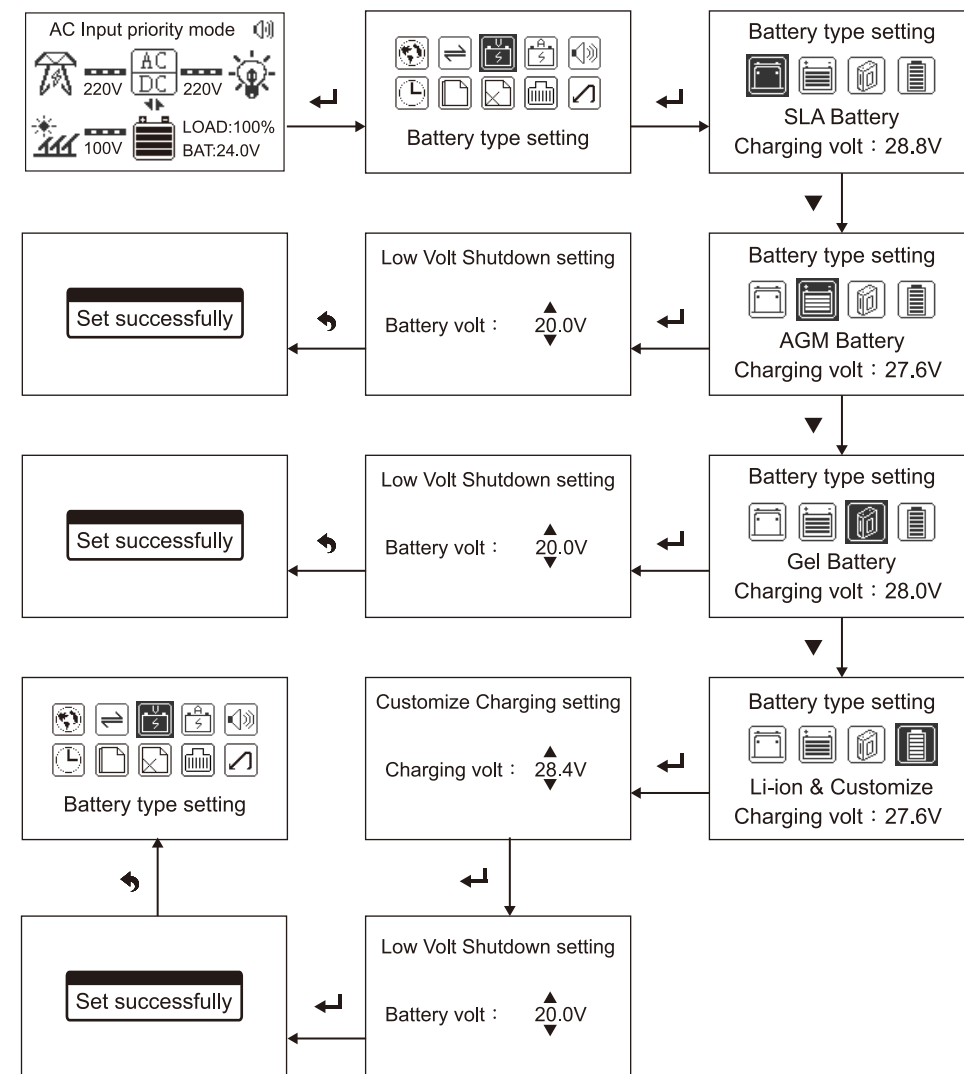 AC Input priority mode
AC
DC
220V
220V
100V
LOAD:100%
BAT:24.0V
V
A
Battery type setting
Battery type setting
SLA Battery
Charging volt：28.8V
Set successfully
Low Volt Shutdown setting
Battery volt： 20.0V
Battery type setting
AGM Battery
Charging volt：27.6V
Set successfully
Low Volt Shutdown setting
Battery volt： 20.0V
Battery type setting
Gel Battery
Charging volt：28.0V
V
A
Battery type setting
Customize Charging setting
Charging volt： 28.4V
Battery type setting
Li-ion & Customize
Charging volt：27.6V
Set successfully
Low Volt Shutdown setting
Battery volt： 20.0V